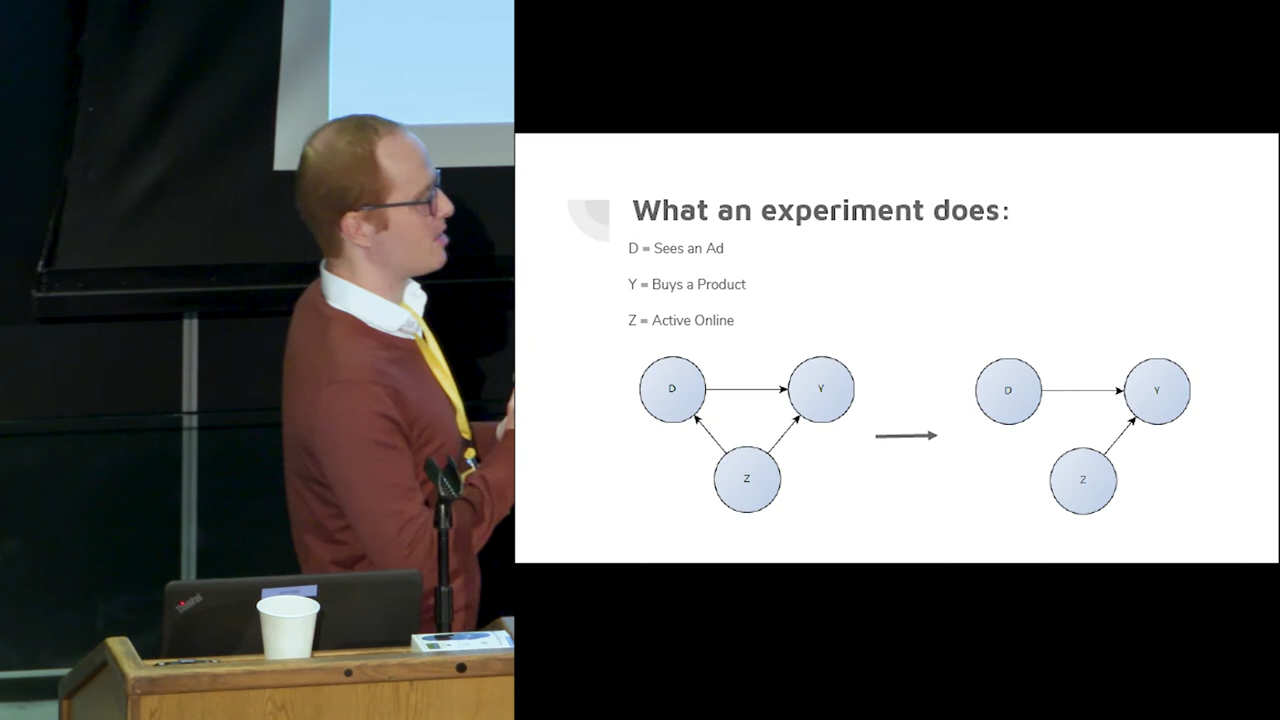 What an experiment does:
D = Sees an Ad
Y = Buys a Product
Z = Active Online
D
Y
Z
D
Y
Z